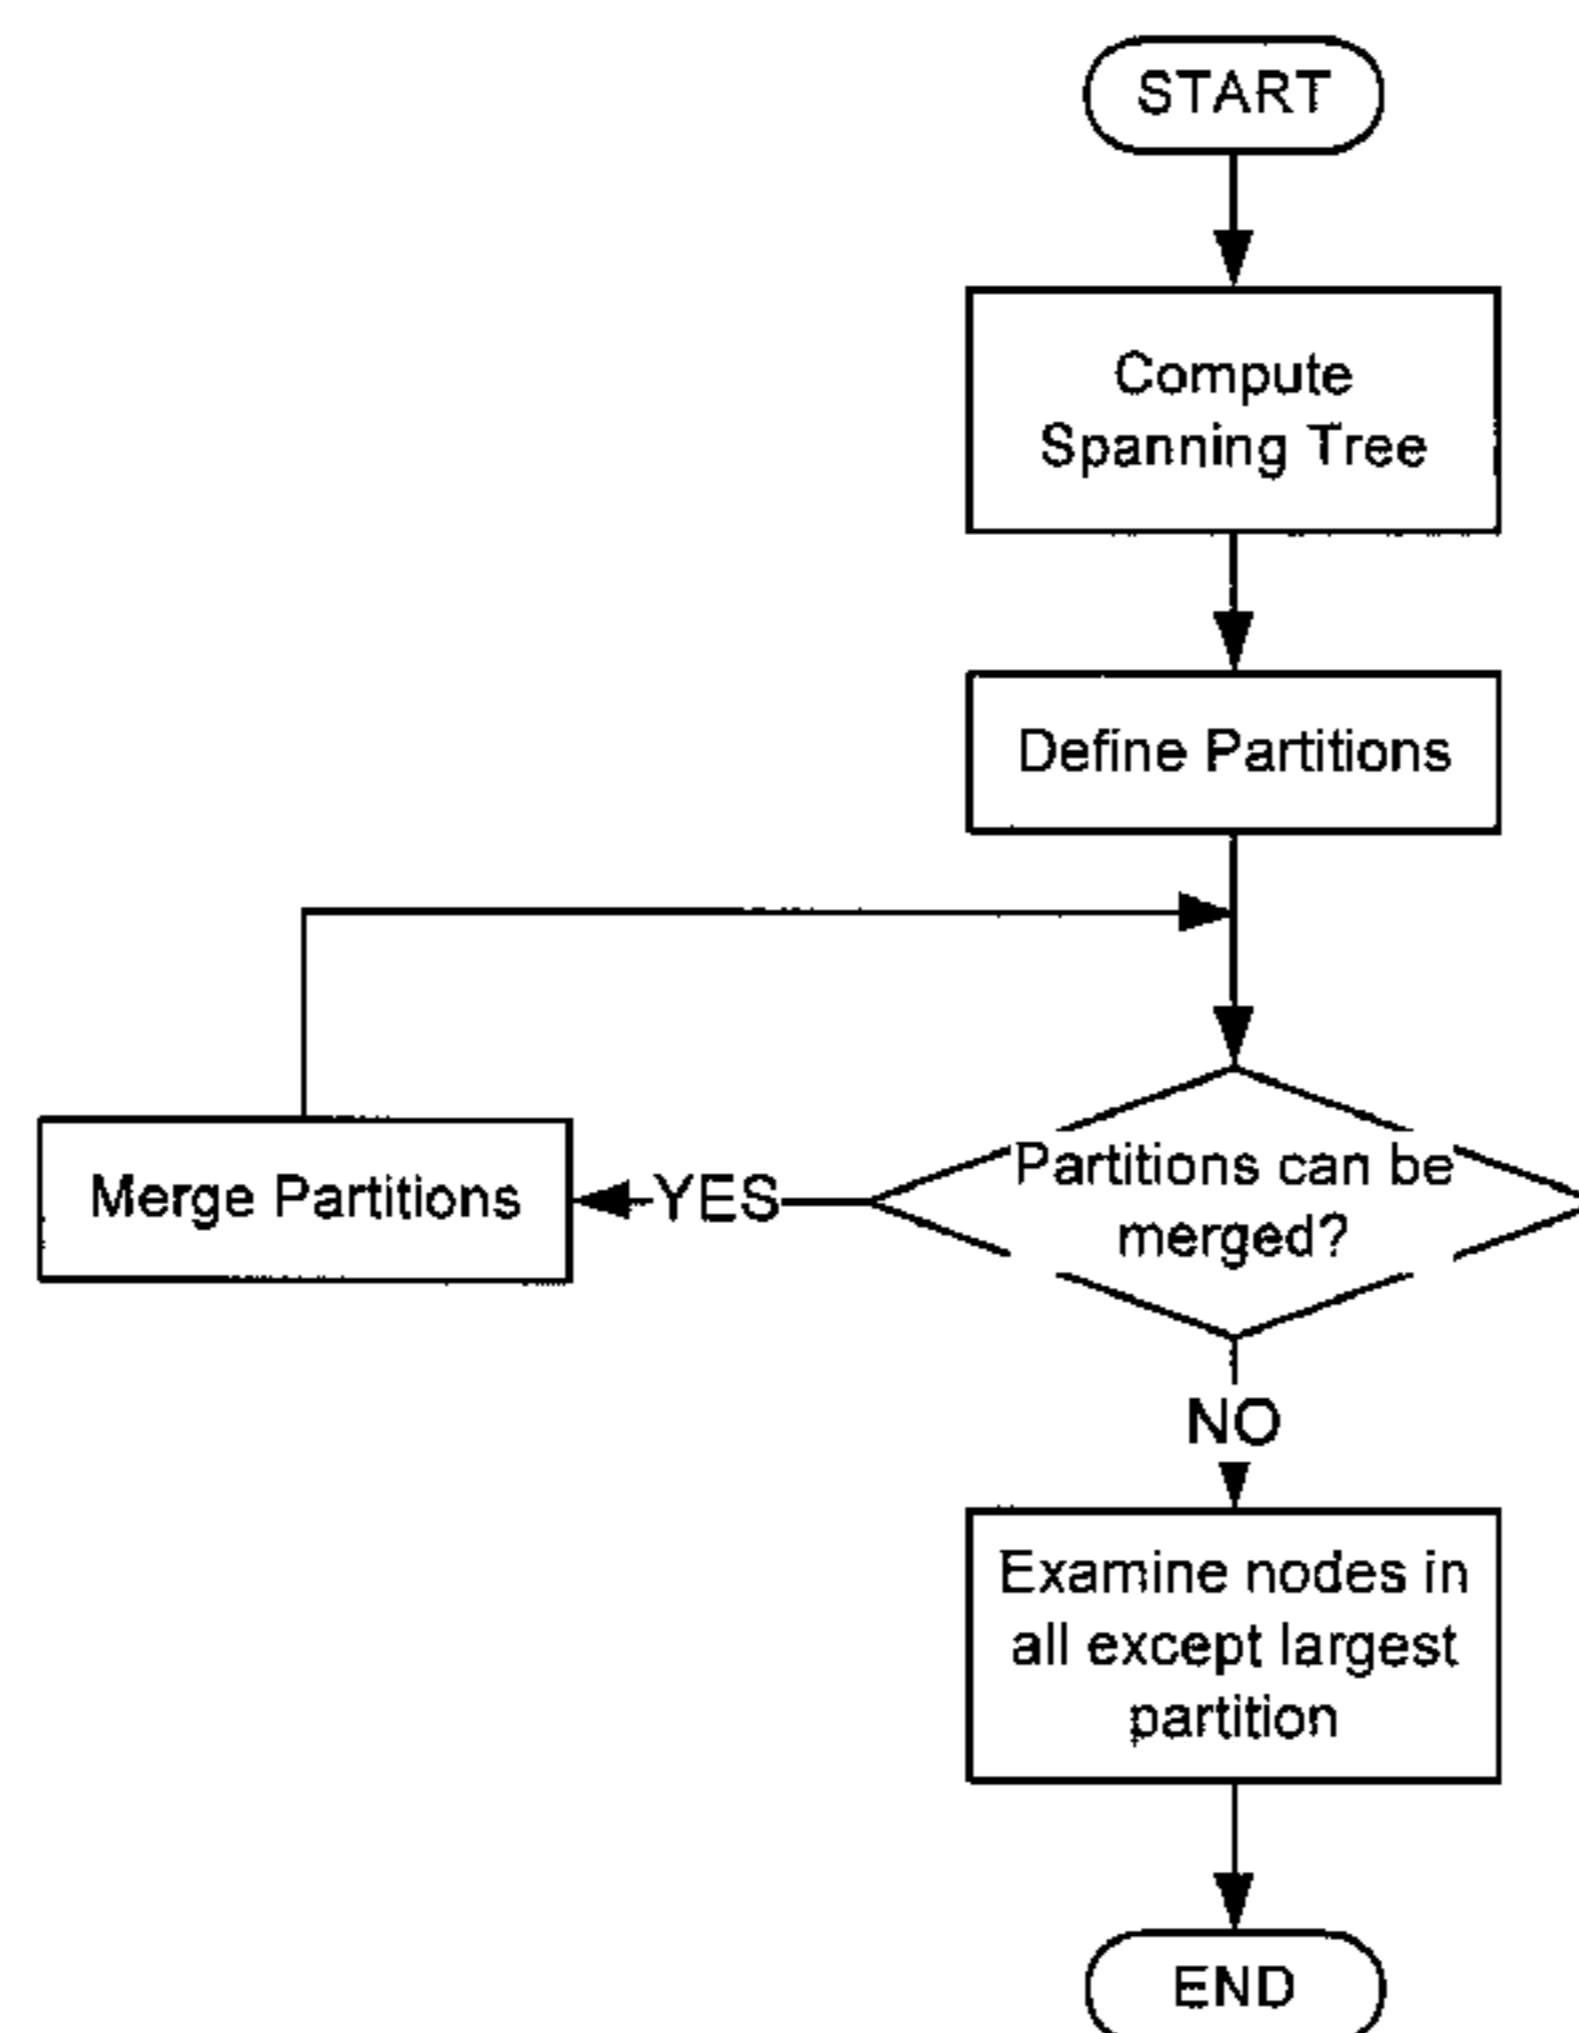 START
Compute
Spanning Tree
Define Partitions
Partitions can be
merged?
YES
Merge Partitions
NO
Examine nodes in
all except largest
partition
END